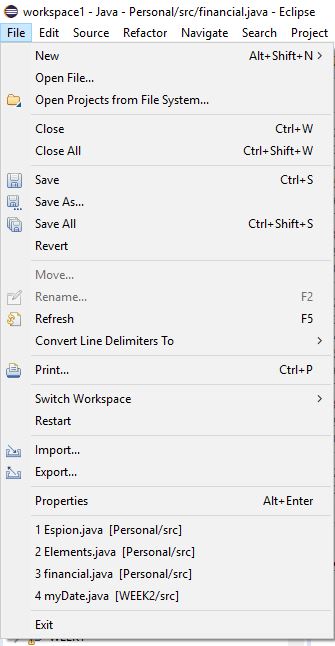 workspace1 - Java - Personal/src/financial.java - Eclipse
File Edit Source Refactor Navigate Search Project
New Alt+Shift+N >
Open File...
Open Projects from File System...
Close Ctrl+W
Close All Ctrl+Shift+W
Save Ctrl+S
Save As...
Save All Ctrl+Shift+S
Revert
Move...
Rename... F2
Refresh F5
Convert Line Delimiters To >
Print... Ctrl+P
Switch Workspace >
Restart
Import...
Export...
Properties Alt+Enter
1 Espion.java [Personal/src]
2 Elements.java [Personal/src]
3 financial.java [Personal/src]
4 myDate.java [WEEK2/src]
Exit